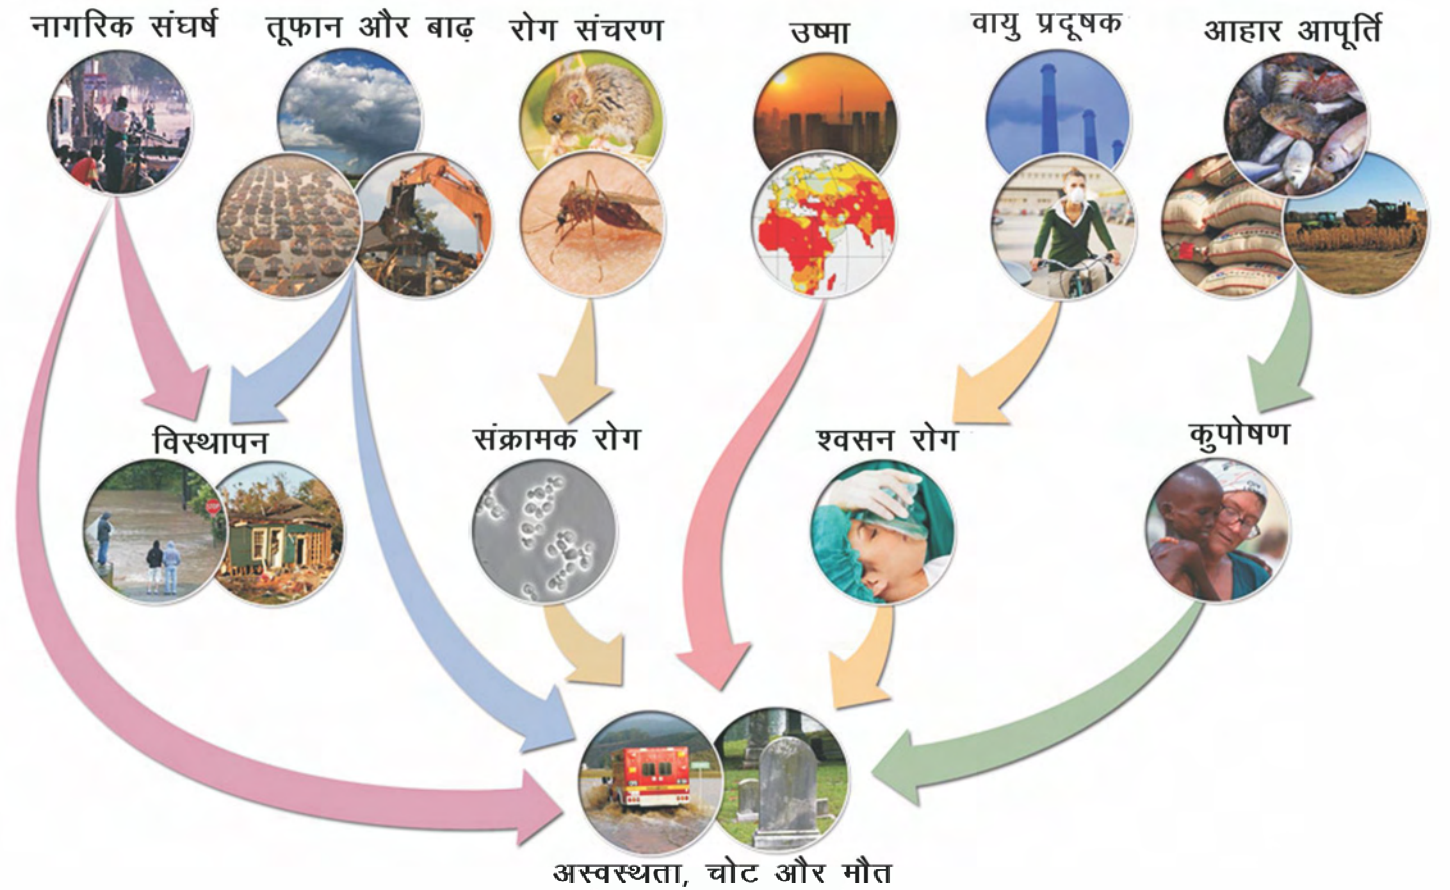 नागरिक संघर्ष
तूफान और बाढ़
रोग संचरण
उष्मा
वायु प्रदूषक
आहार आपूर्ति
विस्थापन
संक्रामक रोग
श्वसन रोग
कुपोषण
अस्वस्थता, चोट और मौत